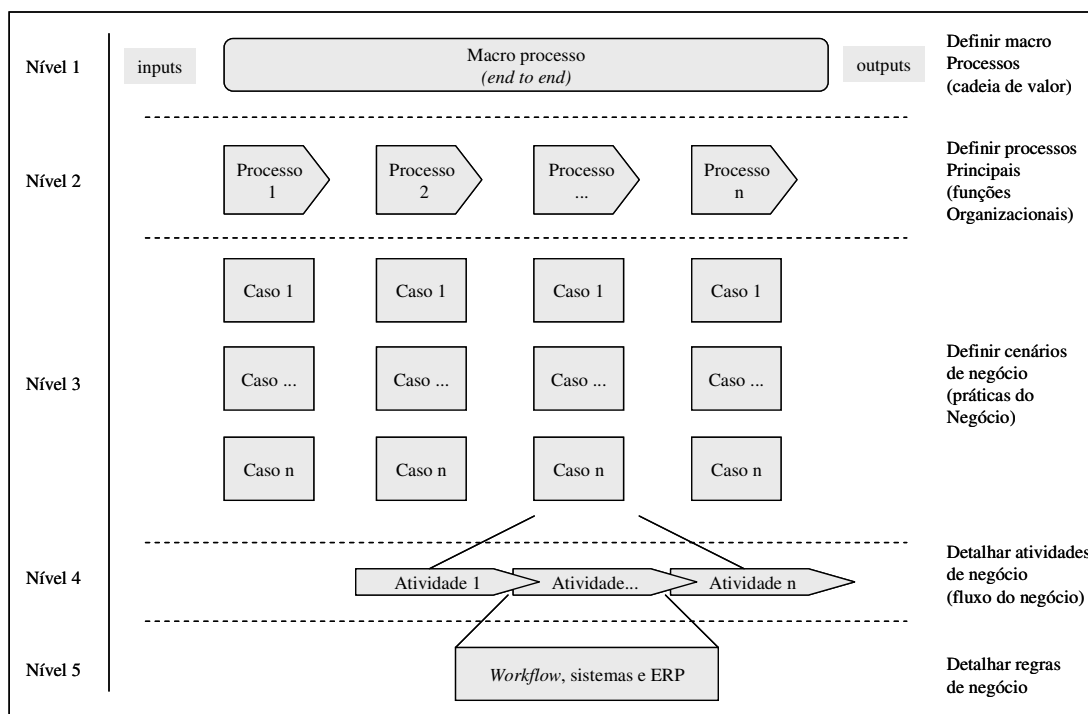 Nível 1
inputs
Macro processo
(end to end)
outputs
Definir macro
Processos
(cadeia de valor)
Nível 2
Processo
1
Processo
2
Processo
...
Processo
n
Definir processos
Principais
(funções
Organizacionais)
Nível 3
Caso 1
Caso 1
Caso 1
Caso 1
Caso ...
Caso ...
Caso ...
Caso ...
Caso n
Caso n
Caso n
Caso n
Definir cenários
de negócio
(práticas do
Negócio)
Nível 4
Atividade 1
Atividade...
Atividade n
Detalhar atividades
de negócio
(fluxo do negócio)
Nível 5
Workflow, sistemas e ERP
Detalhar regras
de negócio